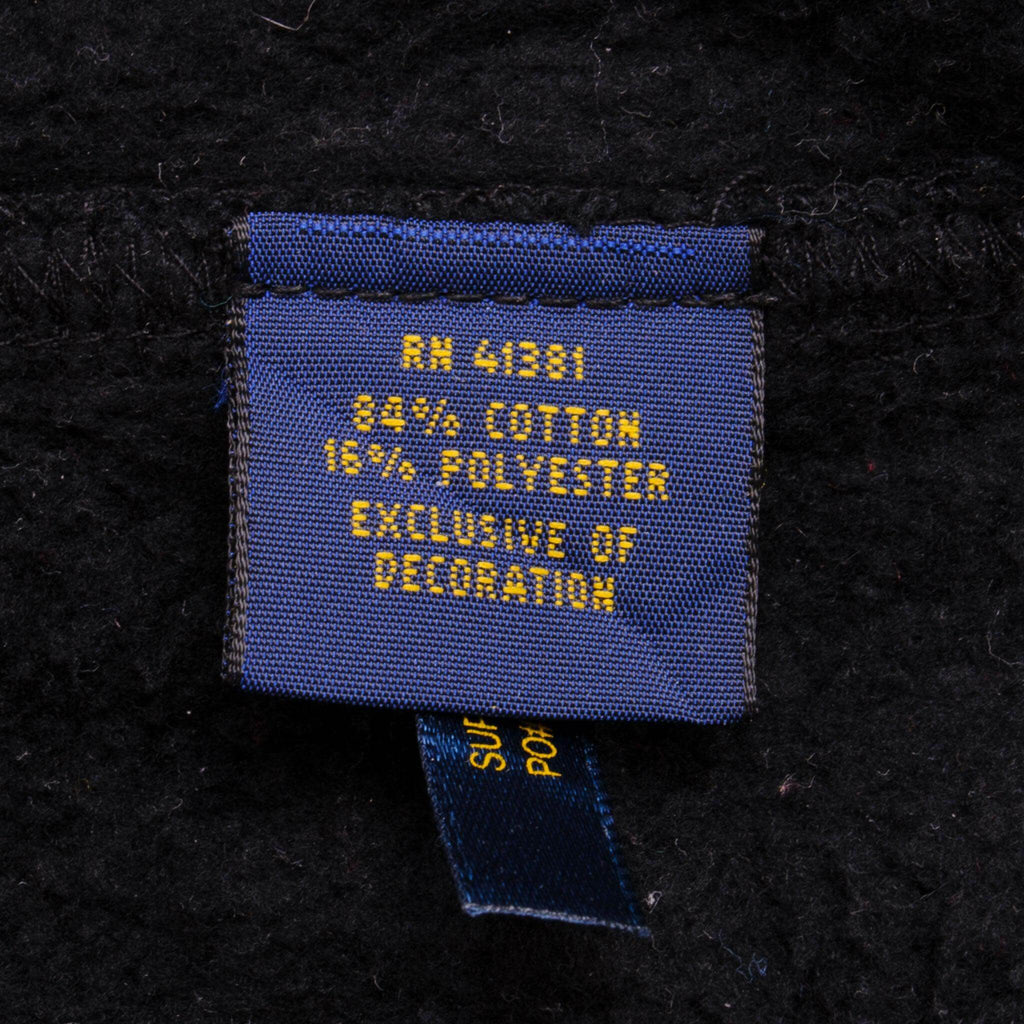 RN 41381
84% COTTON
16% POLYESTER
EXCLUSIVE OF
DECORATION